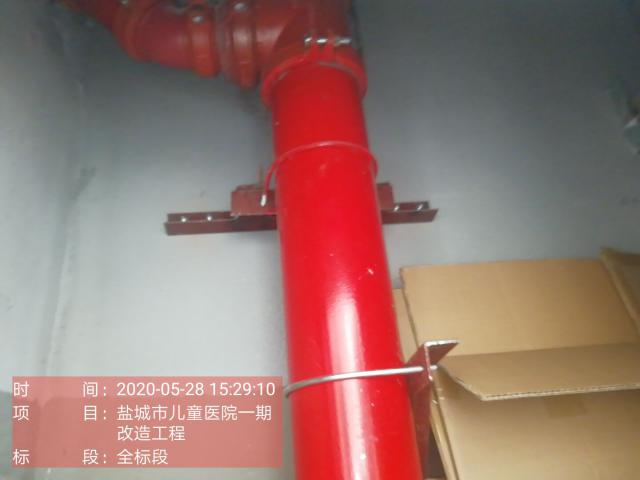 时 间: 2020-05-28 15:29:10
项 目: 盐城市儿童医院一期
改造工程
标 段: 全标段